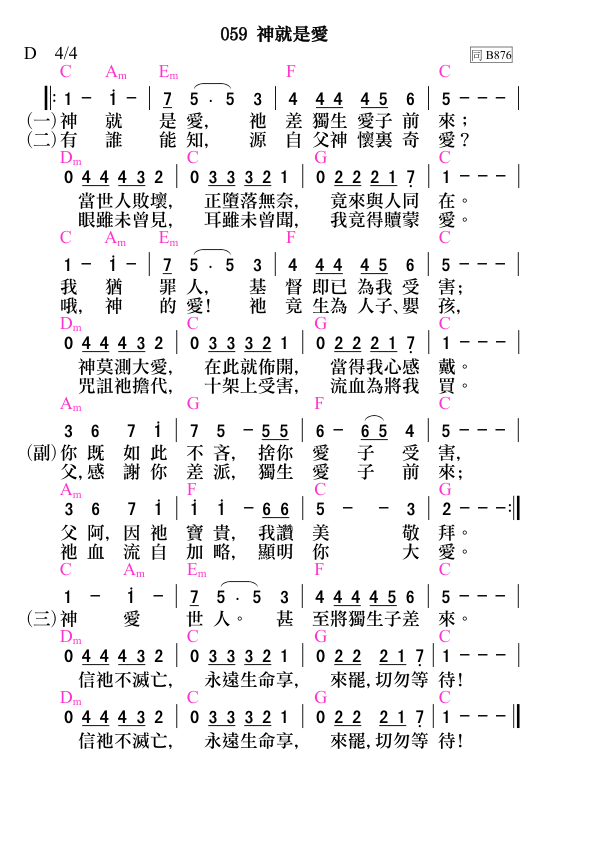 059 神就是愛
D 4/4 同 B876
C Am Em F C
1 - i - | 7 5 · 5 3 | 4 4 4 4 5 6 | 5 - - - |
(一)神 就 是 愛, 祂 差 獨生 愛子 前 來;
(二)有 誰 能 知, 源 自 父神 懷裏 奇 愛?
Dm C G C
0 4 4 4 3 2 | 0 3 3 3 2 1 | 0 2 2 2 1 7 | 1 - - - |
當世人敗壞, 正墮落無奈, 竟來與人同 在。
眼雖未曾見, 耳雖未曾聞, 我竟得贖蒙 愛。
C Am Em F C
1 - i - | 7 5 · 5 3 | 4 4 4 4 5 6 | 5 - - - |
我 猶 罪 人, 基 督 即已 為我 受 害;
哦, 神 的 愛! 祂 竟 生為 人子、嬰 孩,
Dm C G C
0 4 4 4 3 2 | 0 3 3 3 2 1 | 0 2 2 2 1 7 | 1 - - - |
神莫測大愛, 在此就佈開, 當得我心感 戴。
咒詛祂擔代, 十架上受害, 流血為將我 買。
Am G F C
3 6 7 i | 7 5 - 5 5 | 6 - 6 5 4 | 5 - - - |
(副)你 既 如 此 不 吝, 捨你 愛 子 受 害,
父,感 謝 你 差 派, 獨生 愛 子 前 來;
Am F C G
3 6 7 i | i i - 6 6 | 5 - - 3 | 2 - - - :||
父 阿, 因 祂 寶 貴, 我讚 美 敬 拜。
祂 血 流 自 加 略, 顯明 你 大 愛。
C Am Em F C
1 - i - | 7 5 · 5 3 | 4 4 4 4 5 6 | 5 - - - |
(三)神 愛 世 人。 甚 至將獨生子差 來。
Dm C G C
0 4 4 4 3 2 | 0 3 3 3 2 1 | 0 2 2 2 1 7 | 1 - - - |
信祂不滅亡, 永遠生命享, 來罷,切勿等 待!
Dm C G C
0 4 4 4 3 2 | 0 3 3 3 2 1 | 0 2 2 2 1 7 | 1 - - - ||
信祂不滅亡, 永遠生命享, 來罷,切勿等 待!